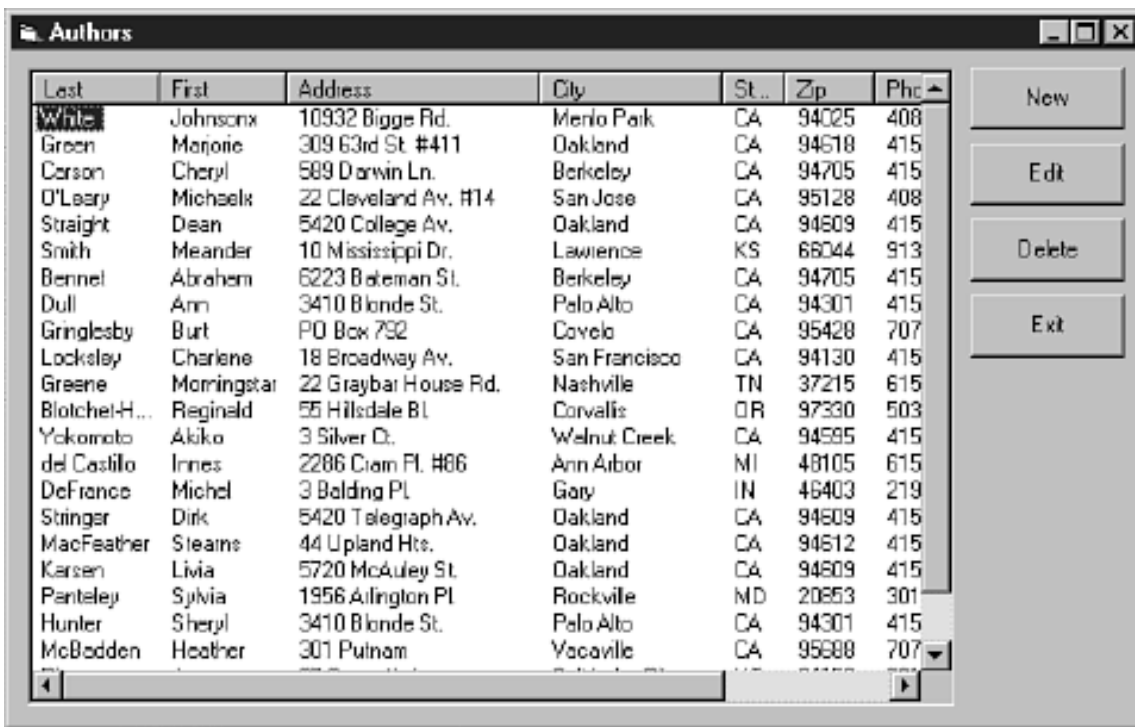 Authors
Last First Address City St... Zip Pho
New
White Johnsonx 10932 Bigge Rd. Menlo Park CA 94025 408
Green Marjorie 309 63rd St. #411 Oakland CA 94618 415
Carson Cheryl 589 Darwin Ln. Berkeley CA 94705 415
Edit
O'Leary Michaelx 22 Cleveland Av. #14 San Jose CA 95128 408
Straight Dean 5420 College Av. Oakland CA 94609 415
Smith Meander 10 Mississippi Dr. Lawrence KS 66044 913
Delete
Bennet Abraham 6223 Bateman St. Berkeley CA 94705 415
Dull Ann 3410 Blonde St. Palo Alto CA 94301 415
Gringlesby Burt PO Box 792 Covelo CA 95428 707
Exit
Locksley Charlene 18 Broadway Av. San Francisco CA 94130 415
Greene Morningstar 22 Graybar House Rd. Nashville TN 37215 615
Blotchet-H... Reginald 55 Hillsdale Bl. Corvallis OR 97330 503
Yokomoto Akiko 3 Silver Ct. Walnut Creek CA 94595 415
del Castillo Innes 2286 Cram Pl. #86 Ann Arbor MI 48105 615
DeFrance Michel 3 Balding Pl. Gary IN 46403 219
Stringer Dirk 5420 Telegraph Av. Oakland CA 94609 415
MacFeather Stearns 44 Upland Hts. Oakland CA 94612 415
Karsen Livia 5720 McAuley St. Oakland CA 94609 415
Panteley Sylvia 1956 Arlington Pl. Rockville MD 20853 301
Hunter Sheryl 3410 Blonde St. Palo Alto CA 94301 415
McBadden Heather 301 Putnam Vacaville CA 95688 707